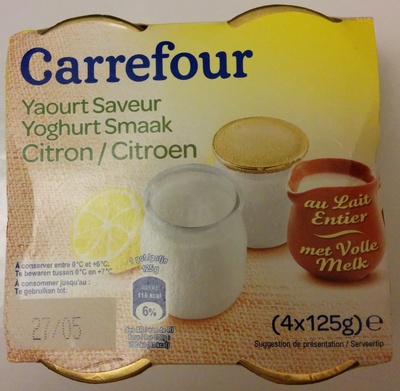 Carrefour
Yaourt Saveur
Yoghurt Smaak
Citron / Citroen
au Lait
Entier
met Volle
Melk
À conserver entre 0°C et +6°C.
Te bewaren tussen 0°C en +7°C
À consommer jusqu'au :
Te gebruiken tot:
27/05
1 pot/potje
125g
116 kcal
6%
(4x125g) e
Suggestion de présentation / Serveertip